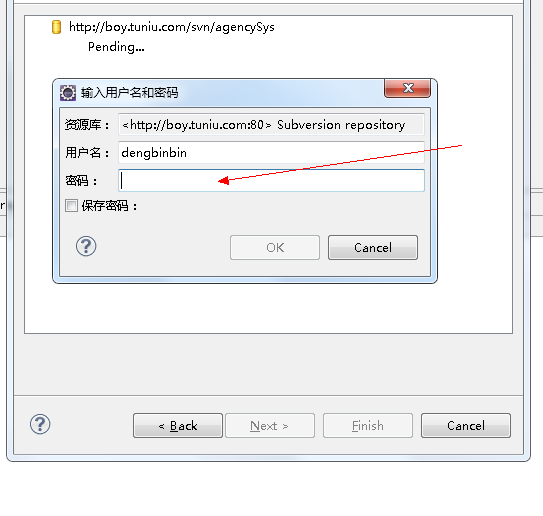 http://boy.tuniu.com/svn/agencySys
Pending...
输入用户名和密码
资源库： <http://boy.tuniu.com:80> Subversion repository
用户名： dengbinbin
密码：
保存密码：
? OK Cancel
r
? < Back Next > Finish Cancel